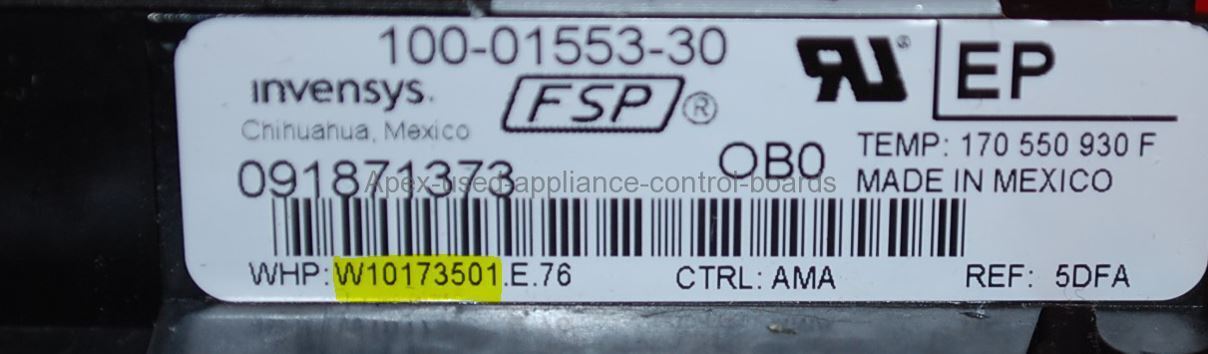 100-01553-30
invensys.
FSP®
Chihuahua, Mexico
RU®
EP
TEMP: 170 550 930 F
091871373
OB0
MADE IN MEXICO
Apex-used-appliance-control-boards
WHP: W10173501.E.76 CTRL: AMA REF: 5DFA